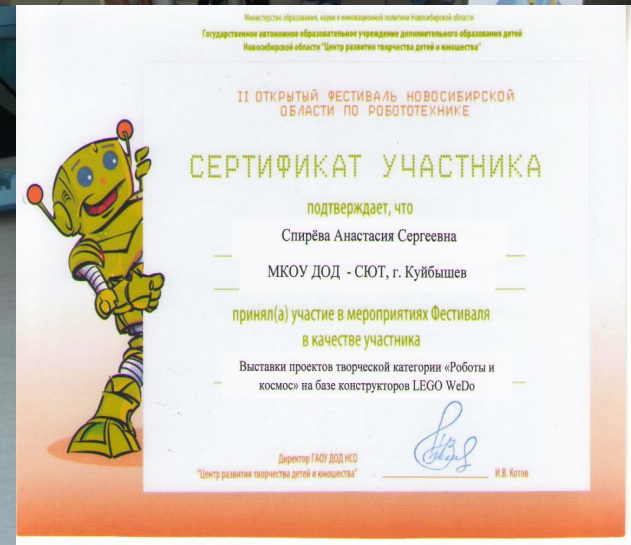 Министерство образования, науки и инновационной политики Новосибирской области
Государственное автономное образовательное учреждение дополнительного образования детей
Новосибирской области "Центр развития творчества детей и юношества"
II ОТКРЫТЫЙ ФЕСТИВАЛЬ НОВОСИБИРСКОЙ
ОБЛАСТИ ПО РОБОТОТЕХНИКЕ
СЕРТИФИКАТ УЧАСТНИКА
подтверждает, что
Спирёва Анастасия Сергеевна
МКОУ ДОД - СЮТ, г. Куйбышев
принял(а) участие в мероприятиях Фестиваля
в качестве участника
Выставки проектов творческой категории «Роботы и
космос» на базе конструкторов LEGO WeDo
Директор ГАОУ ДОД НСО
"Центр развития творчества детей и юношества"
И.В. Котов